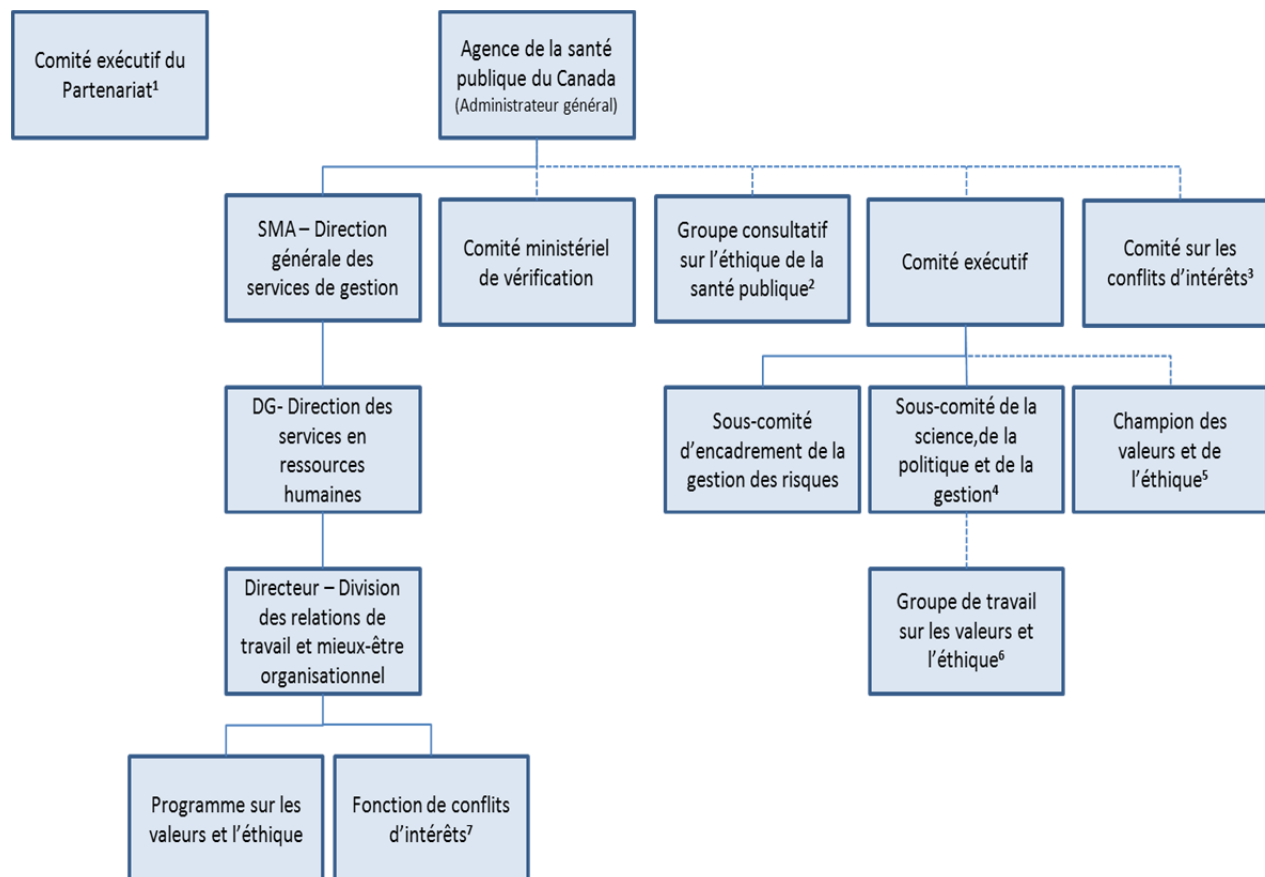 Comité exécutif du
Partenariat¹
Agence de la santé
publique du Canada
(Administrateur général)
SMA – Direction
générale des
services de gestion
Comité ministériel
de vérification
Groupe consultatif
sur l’éthique de la
santé publique²
Comité exécutif
Comité sur les
conflits d’intérêts³
DG- Direction des
services en
ressources
humaines
Sous-comité
d’encadrement de la
gestion des risques
Sous-comité de la
science,de la
politique et de la
gestion⁴
Champion des
valeurs et de
l’éthique⁵
Directeur – Division
des relations de
travail et mieux-être
organisationnel
Groupe de travail
sur les valeurs et
l’éthique⁶
Programme sur les
valeurs et l’éthique
Fonction de conflits
d’intérêts⁷